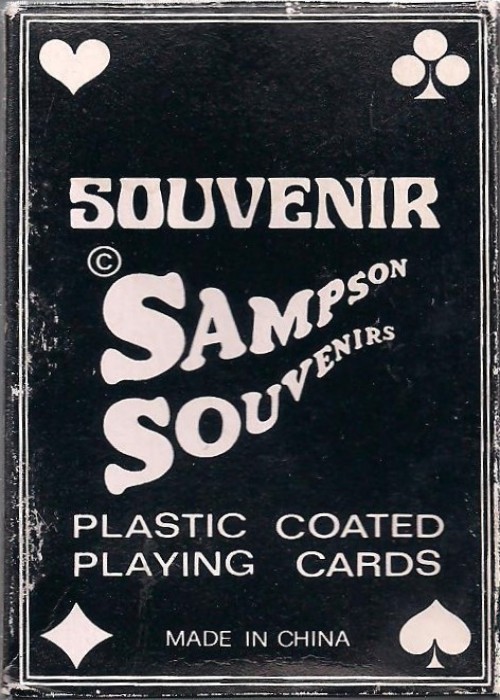 SOUVENIR
© SAMPSON
SOUVENIRS
PLASTIC COATED
PLAYING CARDS
MADE IN CHINA